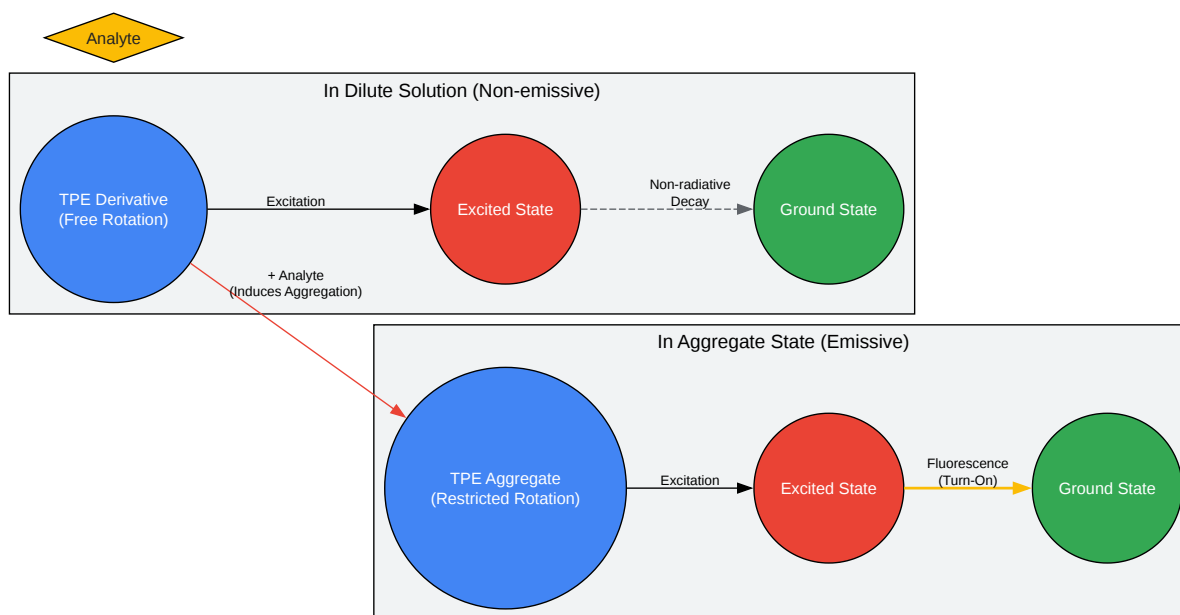 Analyte
In Dilute Solution (Non-emissive)
TPE Derivative
(Free Rotation)
Excitation
Excited State
Non-radiative
Decay
Ground State
+ Analyte
(Induces Aggregation)
In Aggregate State (Emissive)
TPE Aggregate
(Restricted Rotation)
Excitation
Excited State
Fluorescence
(Turn-On)
Ground State